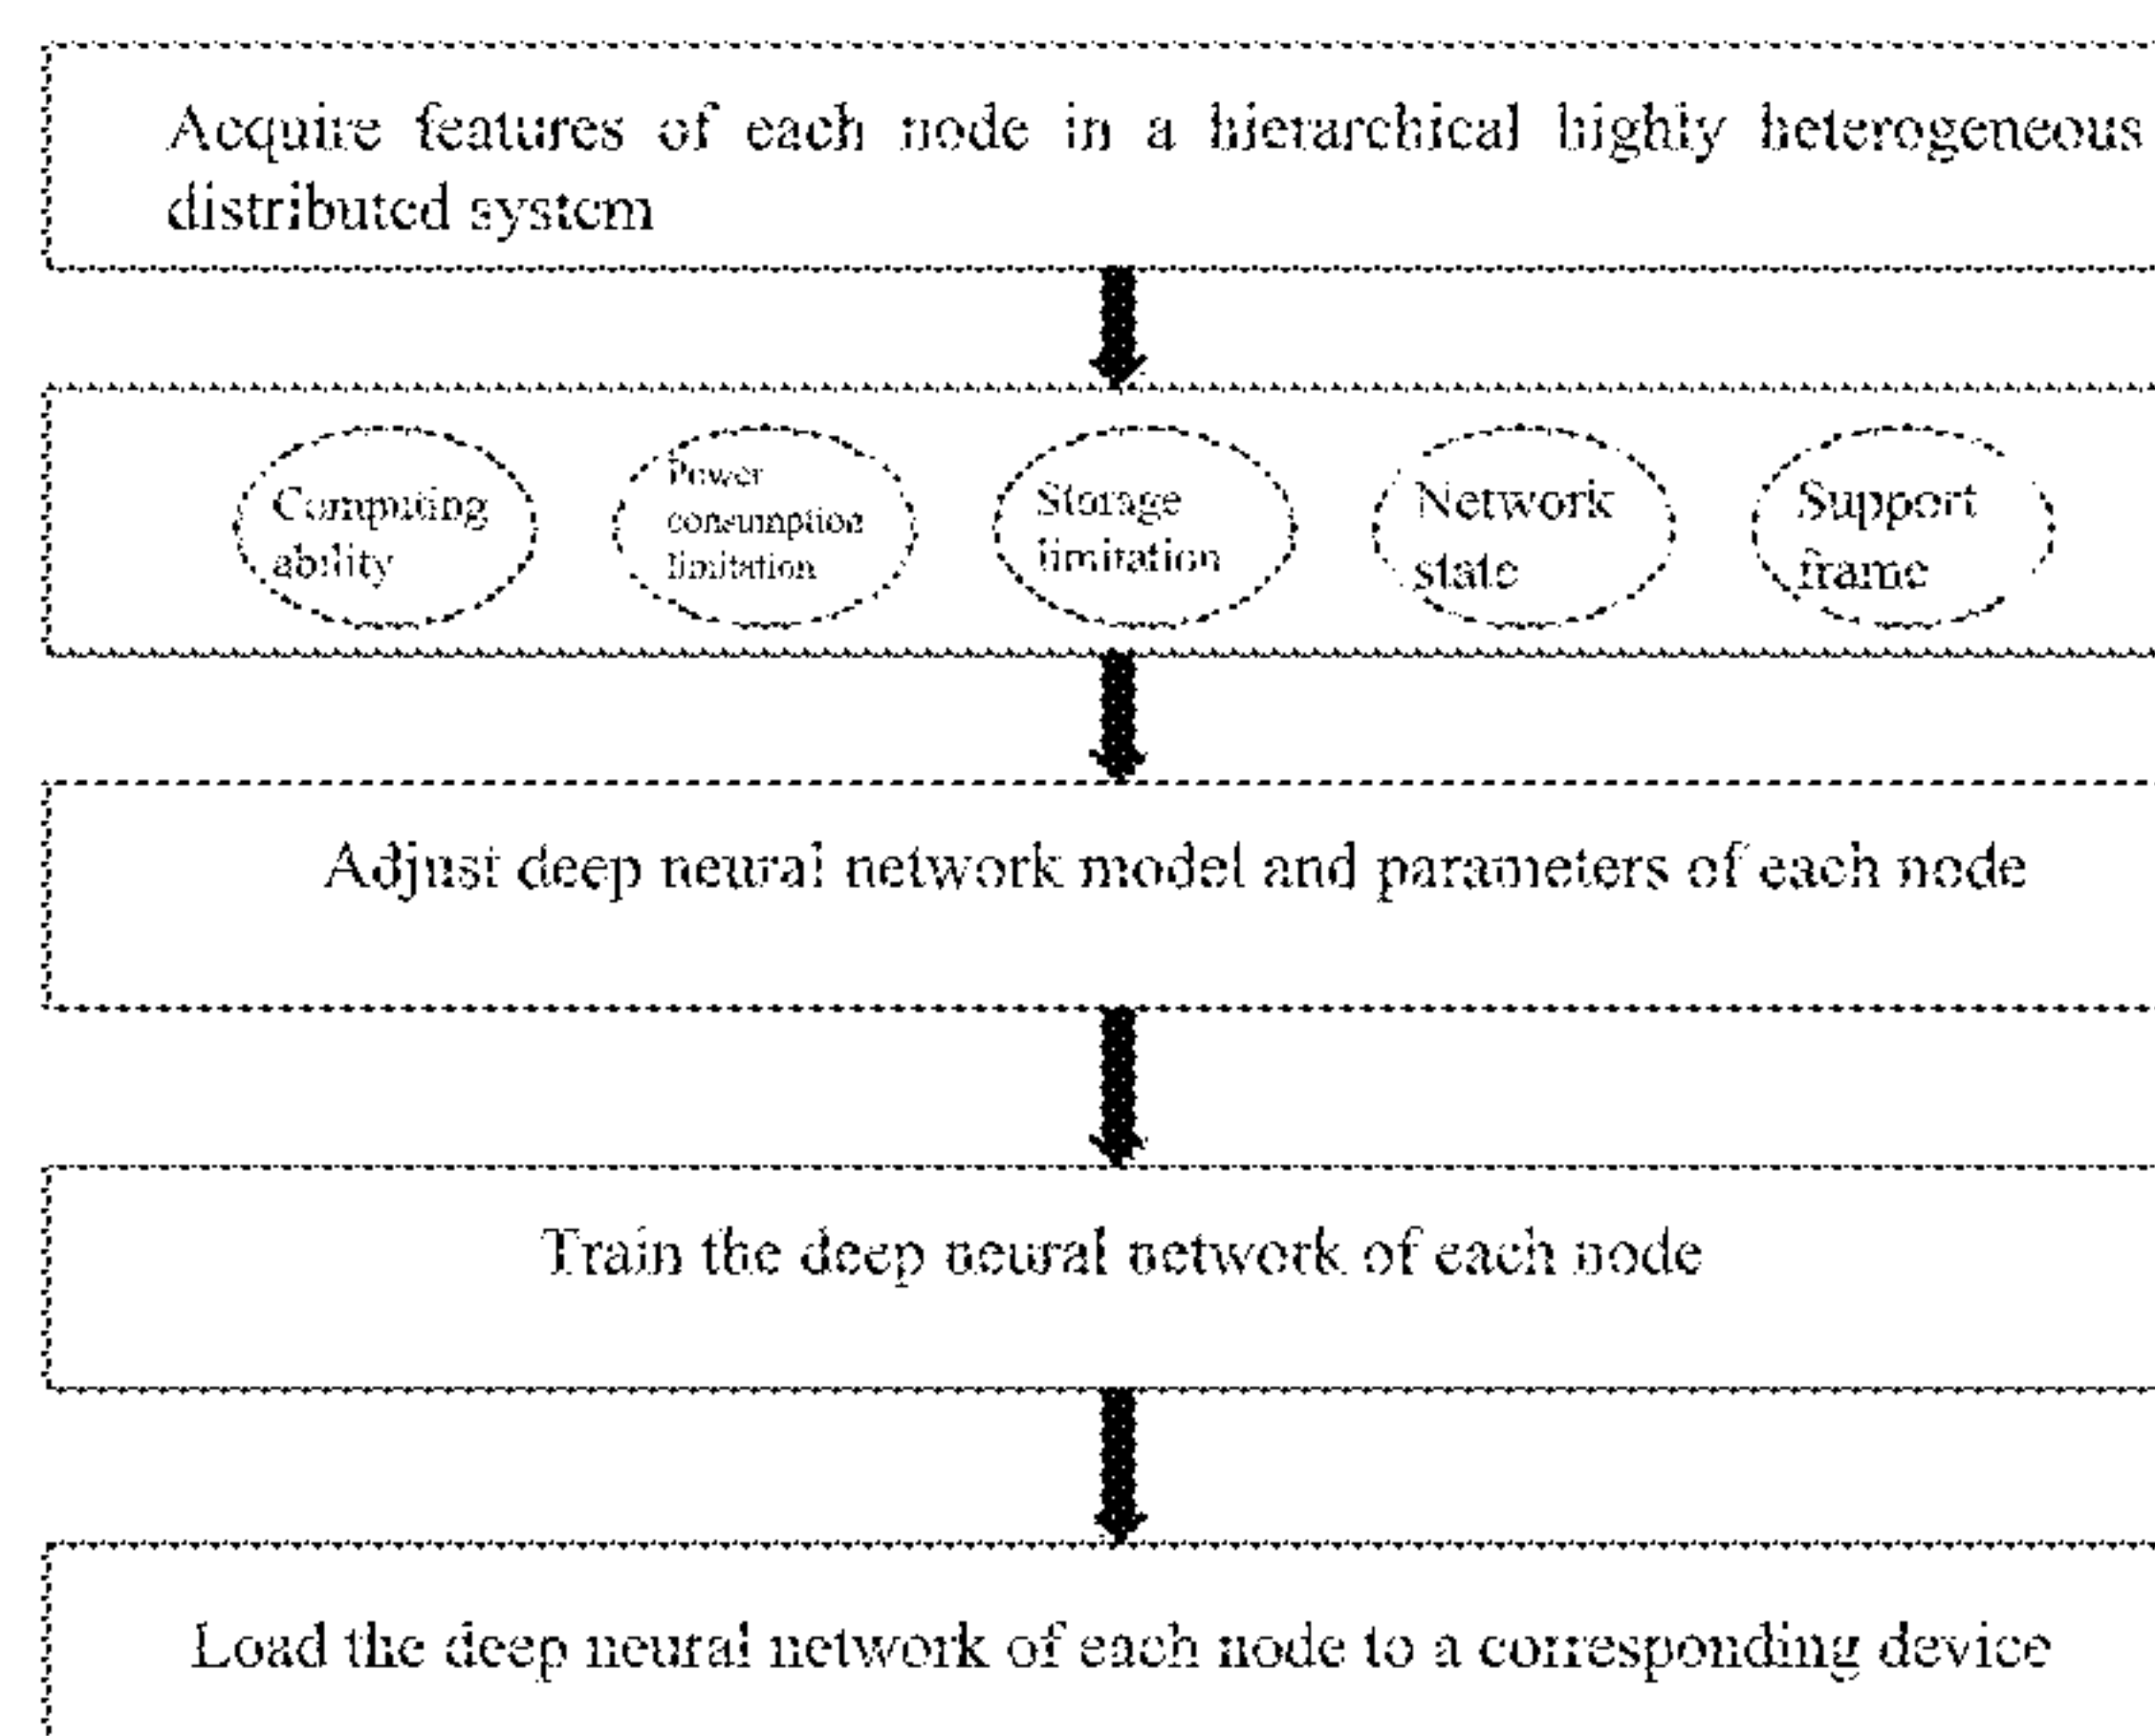 Acquire features of each node in a hierarchical highly heterogeneous
distributed system
Computing
ability
Power
consumption
limitation
Storage
limitation
Network
state
Support
frame
Adjust deep neural network model and parameters of each node
Train the deep neural network of each node
Load the deep neural network of each node to a corresponding device